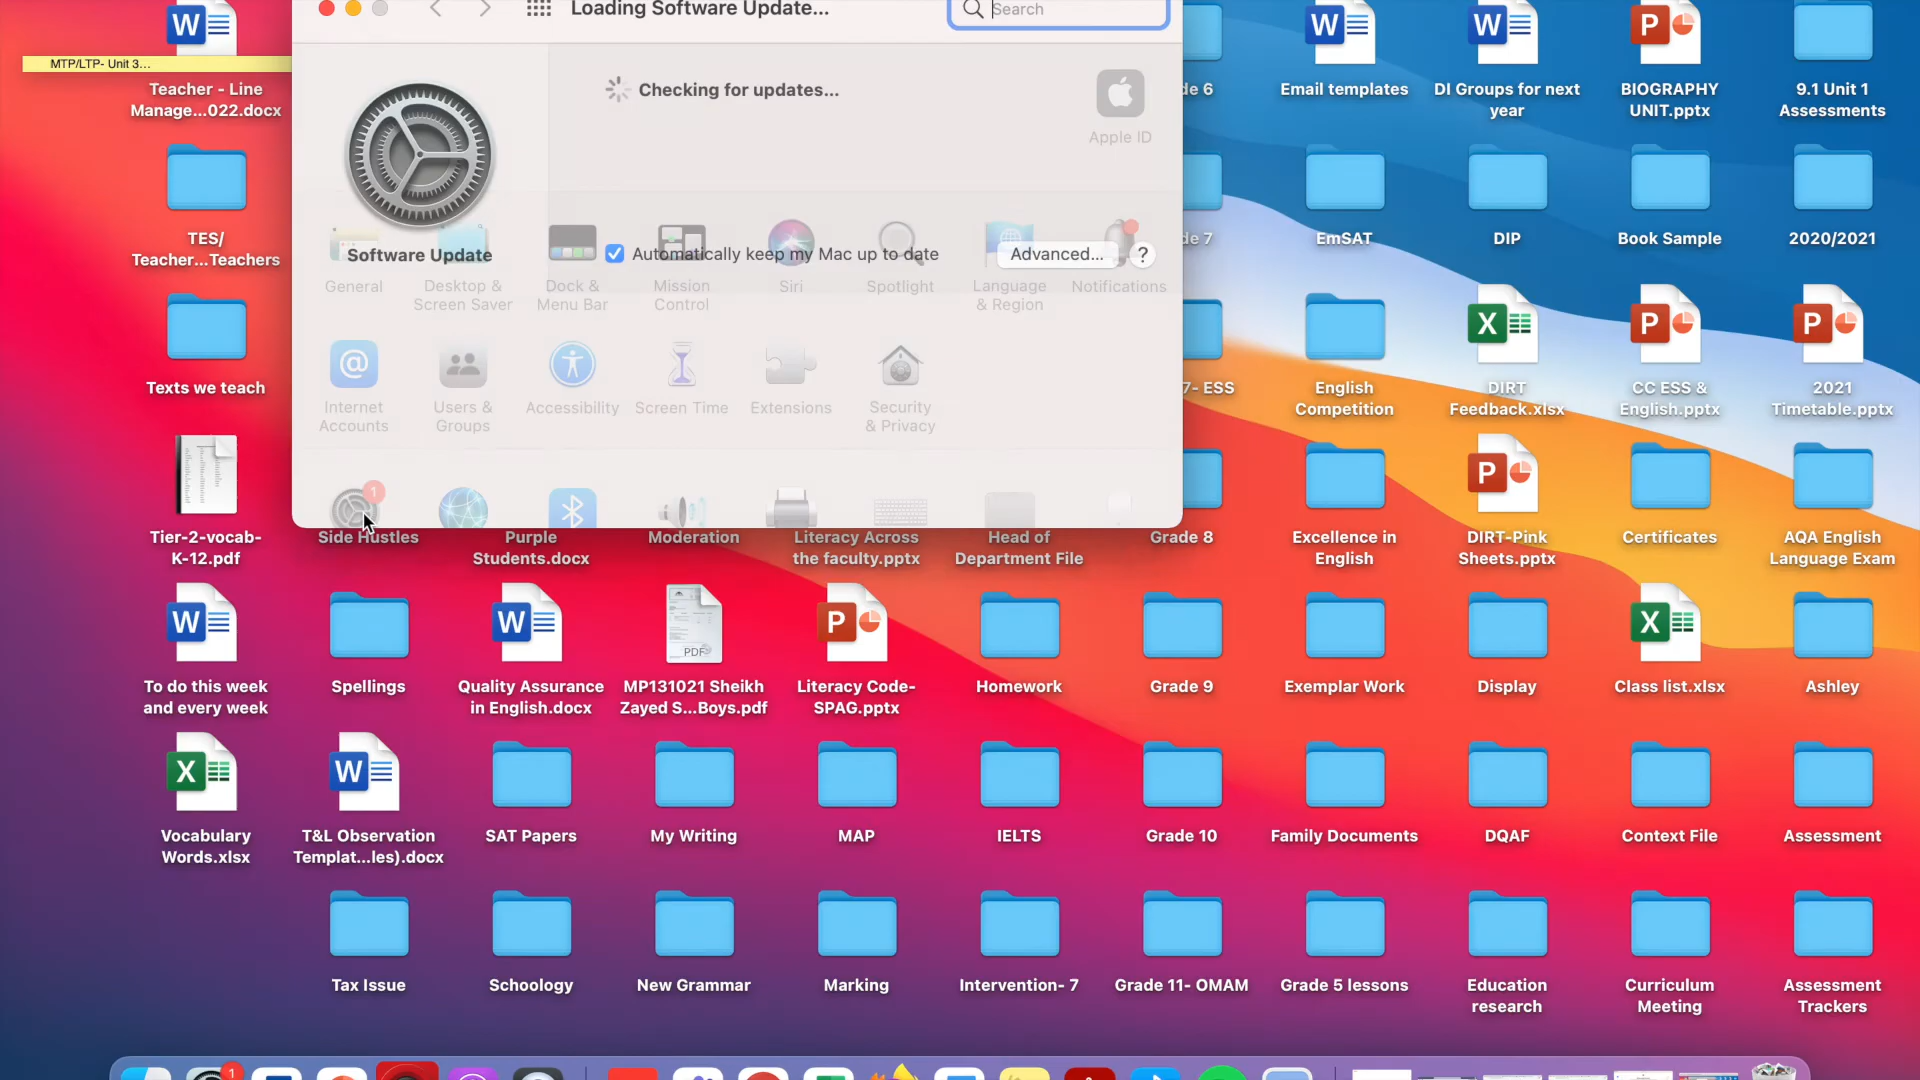 Loading Software Update...
Search
MTP/LTP- Unit 3...
Teacher - Line
Manage...022.docx
Checking for updates...
Apple ID
de 6
Email templates
DI Groups for next
year
BIOGRAPHY
UNIT.pptx
9.1 Unit 1
Assessments
TES/
Teacher...Teachers
Software Update
Automatically keep my Mac up to date
Advanced...
?
General
Desktop &
Screen Saver
Dock &
Menu Bar
Mission
Control
Siri
Spotlight
Language
& Region
Notifications
de 7
EmSAT
DIP
Book Sample
2020/2021
Texts we teach
Internet
Accounts
Users &
Groups
Accessibility
Screen Time
Extensions
Security
& Privacy
7- ESS
English
Competition
DIRT
Feedback.xlsx
CC ESS &
English.pptx
2021
Timetable.pptx
1
Tier-2-vocab-
K-12.pdf
Side Hustles
Purple
Students.docx
Moderation
Literacy Across
the faculty.pptx
Head of
Department File
Grade 8
Excellence in
English
DIRT-Pink
Sheets.pptx
Certificates
AQA English
Language Exam
PDF
To do this week
and every week
Spellings
Quality Assurance
in English.docx
MP131021 Sheikh
Zayed S...Boys.pdf
Literacy Code-
SPAG.pptx
Homework
Grade 9
Exemplar Work
Display
Class list.xlsx
Ashley
Vocabulary
Words.xlsx
T&L Observation
Templat...les).docx
SAT Papers
My Writing
MAP
IELTS
Grade 10
Family Documents
DQAF
Context File
Assessment
Tax Issue
Schoology
New Grammar
Marking
Intervention- 7
Grade 11- OMAM
Grade 5 lessons
Education
research
Curriculum
Meeting
Assessment
Trackers
1